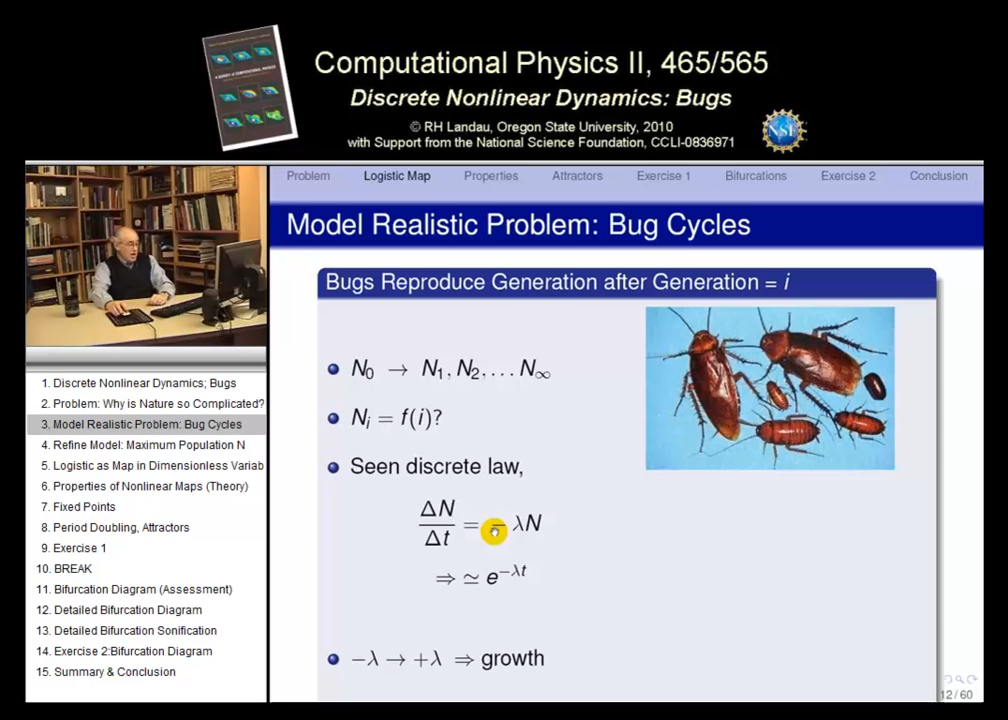 Computational Physics II, 465/565
Discrete Nonlinear Dynamics: Bugs
© RH Landau, Oregon State University, 2010
with Support from the National Science Foundation, CCLI-0836971
A SURVEY of COMPUTATIONAL PHYSICS
NSF
Problem Logistic Map Properties Attractors Exercise 1 Bifurcations Exercise 2 Conclusion
Model Realistic Problem: Bug Cycles
Bugs Reproduce Generation after Generation = i
N₀ → N₁, N₂, . . . N∞
Nᵢ = f(i)?
Seen discrete law,
ΔN/Δt = − λN
⇒ ≃ e^{−λt}
−λ → +λ ⇒ growth
12/60
1. Discrete Nonlinear Dynamics; Bugs
2. Problem: Why is Nature so Complicated?
3. Model Realistic Problem: Bug Cycles
4. Refine Model: Maximum Population N
5. Logistic as Map in Dimensionless Variab
6. Properties of Nonlinear Maps (Theory)
7. Fixed Points
8. Period Doubling, Attractors
9. Exercise 1
10. BREAK
11. Bifurcation Diagram (Assessment)
12. Detailed Bifurcation Diagram
13. Detailed Bifurcation Sonification
14. Exercise 2:Bifurcation Diagram
15. Summary & Conclusion